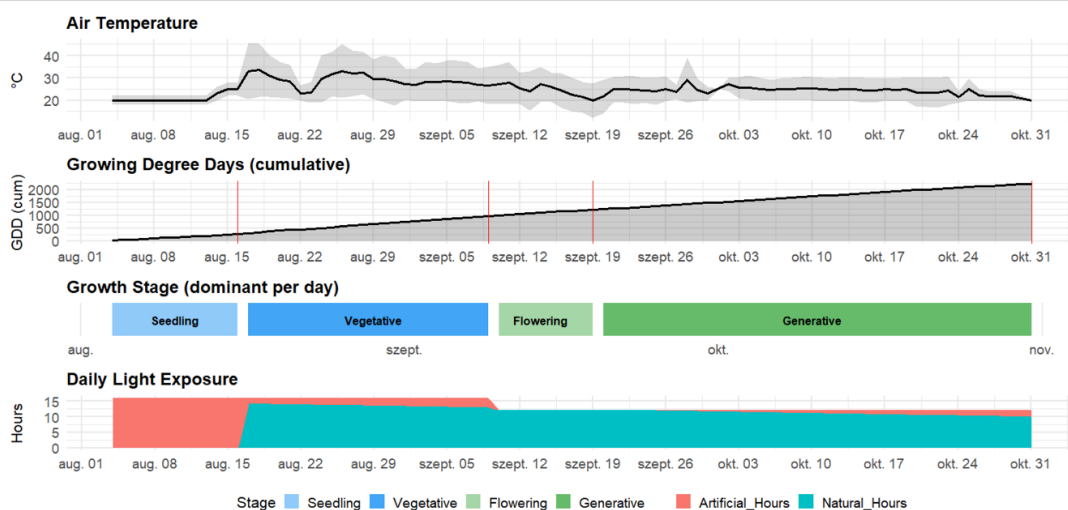 Air Temperature
°C
40
30
20
aug. 01 aug. 08 aug. 15 aug. 22 aug. 29 szept. 05 szept. 12 szept. 19 szept. 26 okt. 03 okt. 10 okt. 17 okt. 24 okt. 31
Growing Degree Days (cumulative)
GDD (cum)
2000
1500
1000
500
0
aug. 01 aug. 08 aug. 15 aug. 22 aug. 29 szept. 05 szept. 12 szept. 19 szept. 26 okt. 03 okt. 10 okt. 17 okt. 24 okt. 31
Growth Stage (dominant per day)
Seedling Vegetative Flowering Generative
aug. szept. okt. nov.
Daily Light Exposure
Hours
15
10
5
0
aug. 01 aug. 08 aug. 15 aug. 22 aug. 29 szept. 05 szept. 12 szept. 19 szept. 26 okt. 03 okt. 10 okt. 17 okt. 24 okt. 31
Stage Seedling Vegetative Flowering Generative Artificial_Hours Natural_Hours